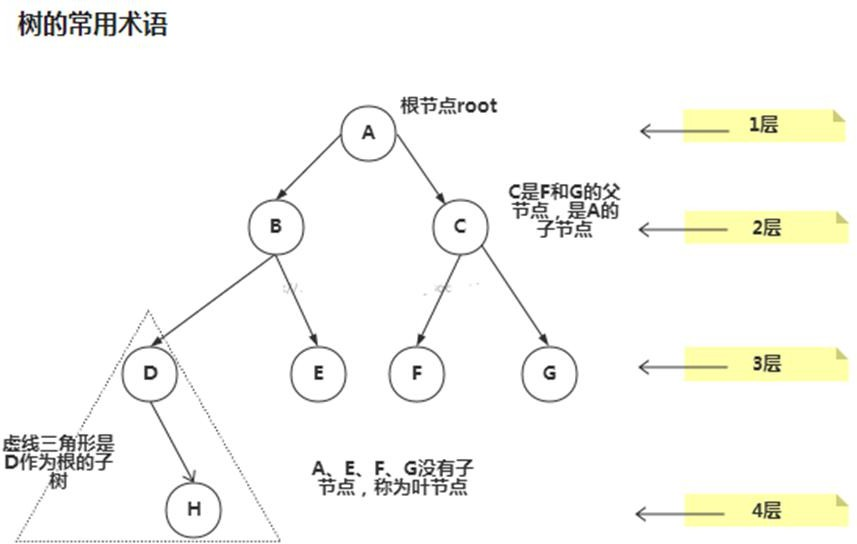 树的常用术语
根节点root
A
1层
C是F和G的父
节点，是A的
子节点
B
C
2层
D
E
F
G
3层
虚线三角形是
D作为根的子
树
A、E、F、G没有子
节点，称为叶节点
H
4层